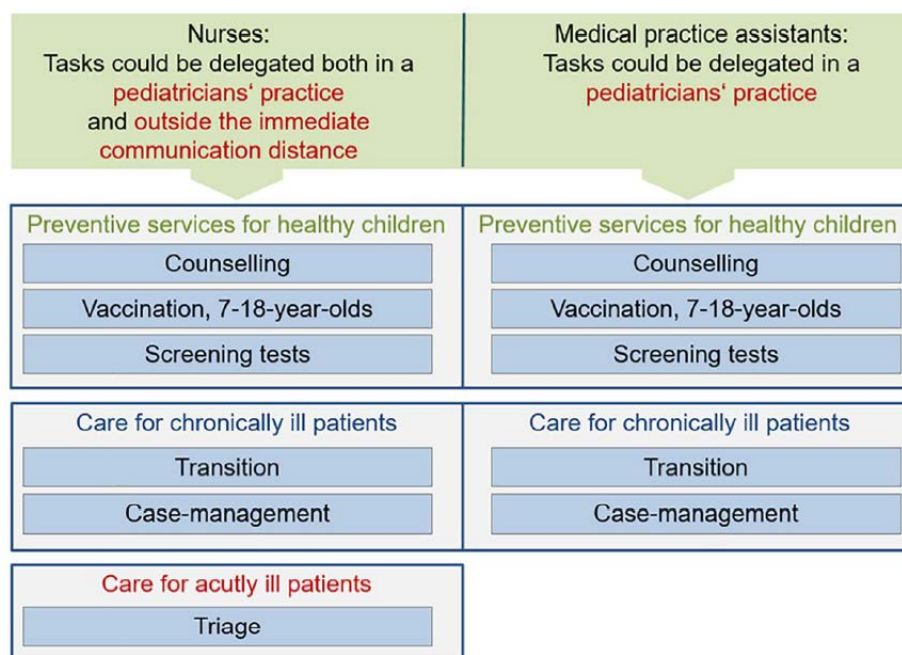 Nurses:
Tasks could be delegated both in a
pediatricians‘ practice
and outside the immediate
communication distance
Medical practice assistants:
Tasks could be delegated in a
pediatricians‘ practice
Preventive services for healthy children
Counselling
Vaccination, 7-18-year-olds
Screening tests
Preventive services for healthy children
Counselling
Vaccination, 7-18-year-olds
Screening tests
Care for chronically ill patients
Transition
Case-management
Care for chronically ill patients
Transition
Case-management
Care for acutly ill patients
Triage